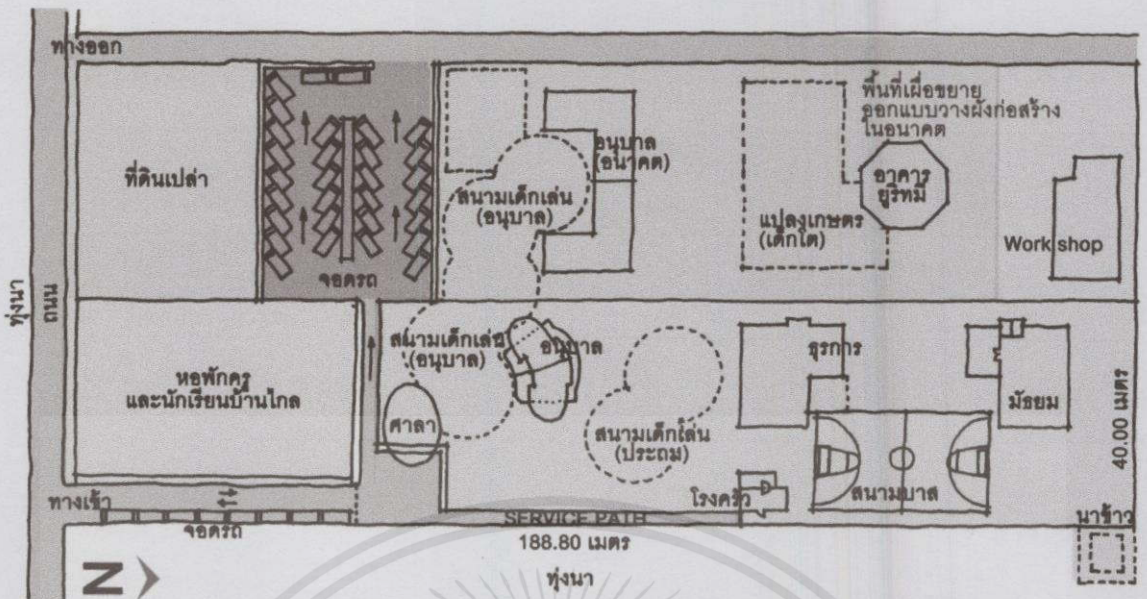 ทางออก
พื้นที่เผื่อขยาย
ออกแบบวางผังก่อสร้าง
ในอนาคต
อนุบาล
(อนาคต)
ที่ดินเปล่า
สนามเด็กเล่น
(อนุบาล)
อาคาร
ยูริทมี
แปลงเกษตร
(เด็กโต)
Work shop
จอดรถ
ทุ่งนา
ถนน
สนามเด็กเล่น
(อนุบาล)
อนุบาล
ธุรการ
หอพักครู
และนักเรียนบ้านไกล
มัธยม
ศาลา
สนามเด็กเล่น
(ประถม)
40.00 เมตร
ทางเข้า
โรงครัว
สนามบาส
จอดรถ
SERVICE PATH
นาข้าว
188.80 เมตร
N
ทุ่งนา